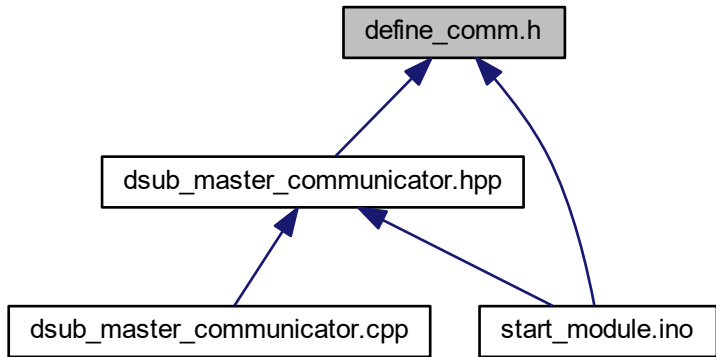 define_comm.h
dsub_master_communicator.hpp
dsub_master_communicator.cpp
start_module.ino